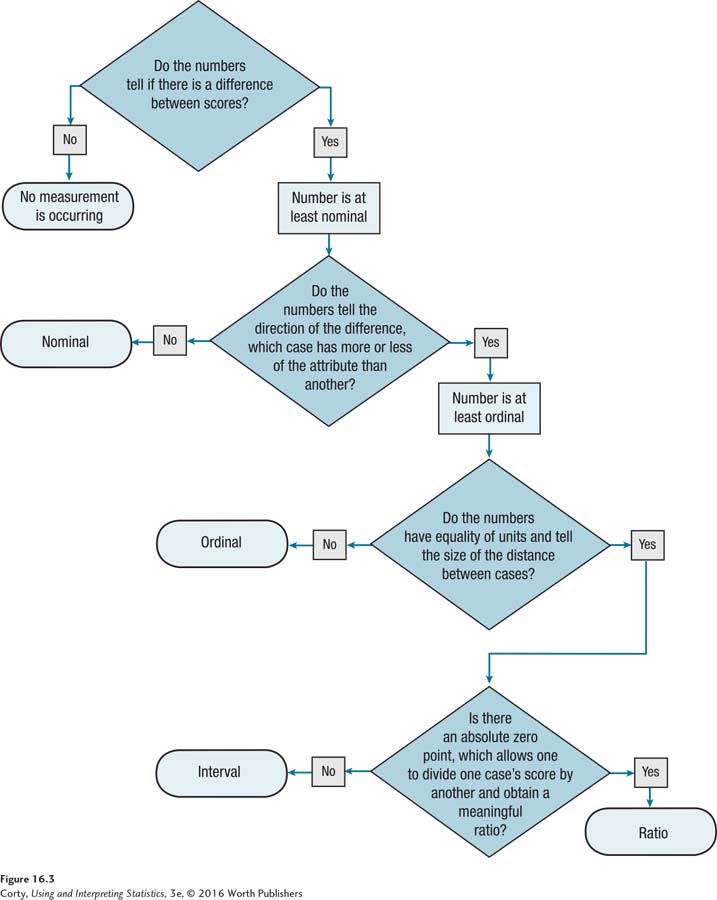 Do the numbers
tell if there is a difference
between scores?
No
Yes
No measurement
is occurring
Number is at
least nominal
Do the
numbers tell the
direction of the difference,
which case has more or less
of the attribute than
another?
Nominal
No
Yes
Number is at
least ordinal
Do the numbers
have equality of units and tell
the size of the distance
between cases?
Ordinal
No
Yes
Is there
an absolute zero
point, which allows one
to divide one case's score by
another and obtain a
meaningful
ratio?
Interval
No
Yes
Ratio
Figure 16.3
Corty, Using and Interpreting Statistics, 3e, © 2016 Worth Publishers